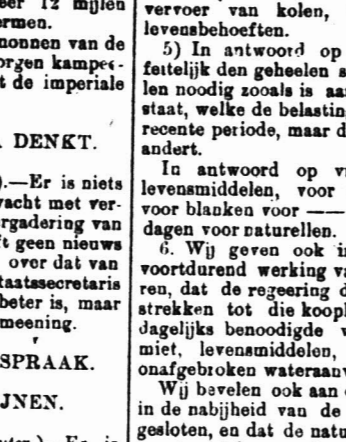 12 mijlen
ermen.
nonnen van de
orgen kampee-
t de imperiale
DENKT.
).—Er is niets
vacht met ver-
rgadering van
ft geen nieuws
over dat van
taatssecretaris
beter is, maar
meening.
SPRAAK.
JNEN.
vervoer van kolen,
levensbehoeften.
5) In antwoord op
feitelijk den geheelen s
len noodig zooals is aa
staat, welke de belastin
recente periode, maar d
andert.
In antwoord op v
levensmiddelen, voor
voor blanken voor ——
dagen voor naturellen.
6. Wij geven ook i
voortdurend werking v
ren, dat de regeering d
strekken tot die koopl
dagelijks benoodigde v
miet, levensmiddelen,
onafgebroken wateraanv
Wij bevelen ook aan
in de nabijheid van de
gesloten, en dat de natu